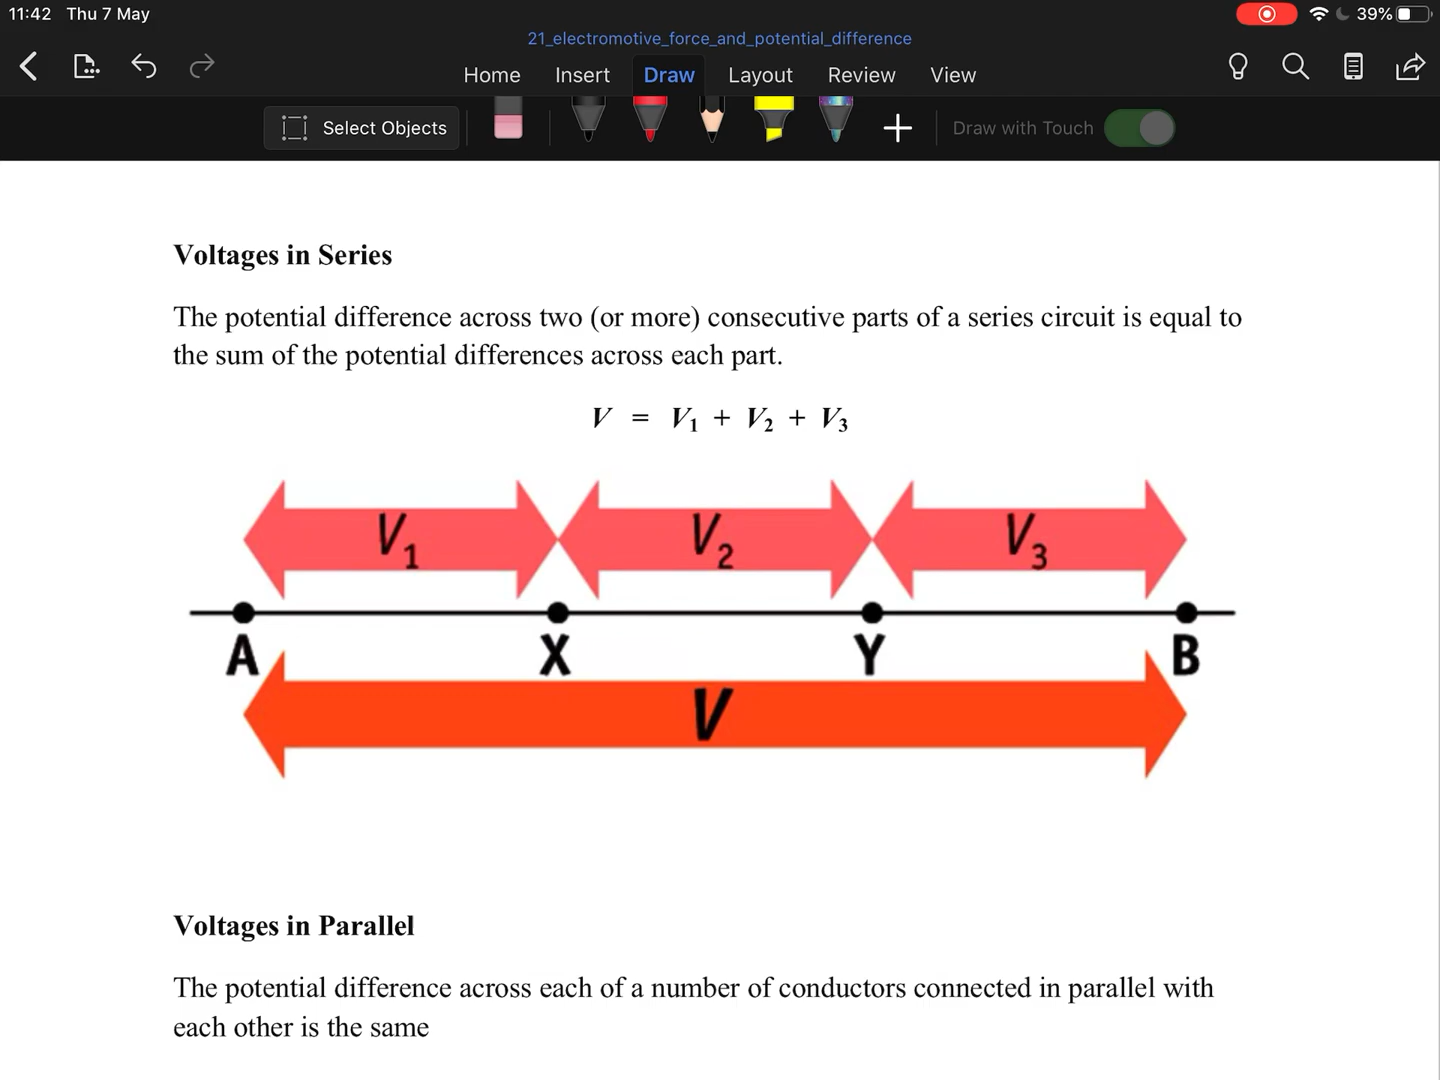 11:42 Thu 7 May
39%
21_electromotive_force_and_potential_difference
Home Insert Draw Layout Review View
Select Objects
Draw with Touch
Voltages in Series
The potential difference across two (or more) consecutive parts of a series circuit is equal to
the sum of the potential differences across each part.
V = V₁ + V₂ + V₃
V₁ V₂ V₃
A X Y B
V
Voltages in Parallel
The potential difference across each of a number of conductors connected in parallel with
each other is the same